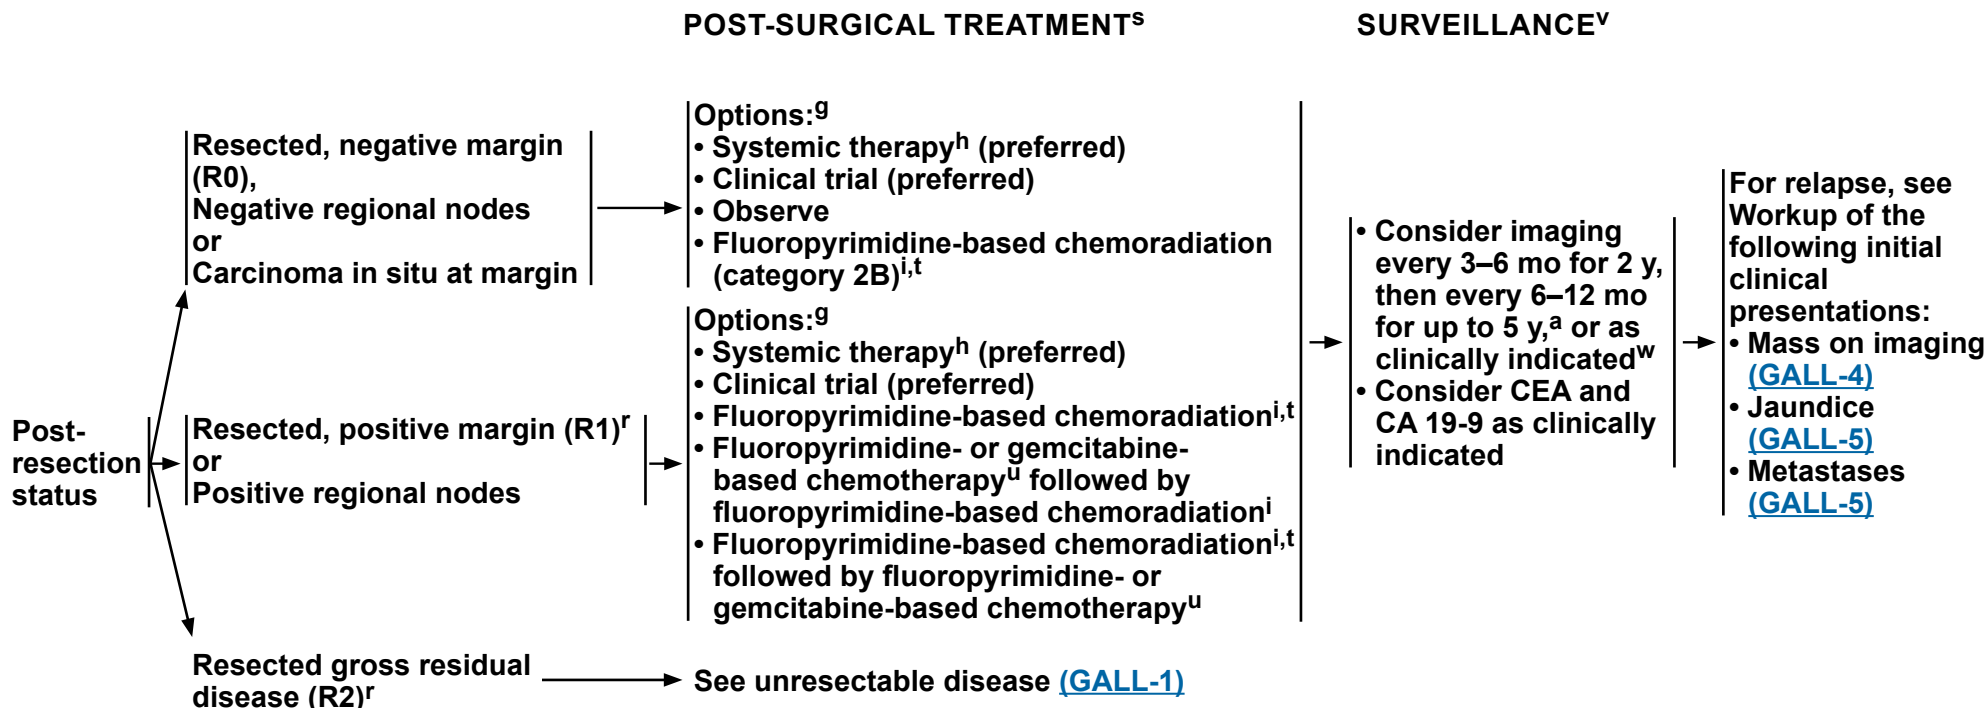 POST-SURGICAL TREATMENTˢ
SURVEILLANCEᵛ
Post-
resection
status
Resected, negative margin
(R0),
Negative regional nodes
or
Carcinoma in situ at margin
Options:ᵍ
• Systemic therapyʰ (preferred)
• Clinical trial (preferred)
• Observe
• Fluoropyrimidine-based chemoradiation
(category 2B)ⁱ,ᵗ
Resected, positive margin (R1)ʳ
or
Positive regional nodes
Options:ᵍ
• Systemic therapyʰ (preferred)
• Clinical trial (preferred)
• Fluoropyrimidine-based chemoradiationⁱ,ᵗ
• Fluoropyrimidine- or gemcitabine-
based chemotherapyᵘ followed by
fluoropyrimidine-based chemoradiationⁱ
• Fluoropyrimidine-based chemoradiationⁱ,ᵗ
followed by fluoropyrimidine- or
gemcitabine-based chemotherapyᵘ
Resected gross residual
disease (R2)ʳ
See unresectable disease (GALL-1)
• Consider imaging
every 3–6 mo for 2 y,
then every 6–12 mo
for up to 5 y,ᵃ or as
clinically indicatedʷ
• Consider CEA and
CA 19-9 as clinically
indicated
For relapse, see
Workup of the
following initial
clinical
presentations:
• Mass on imaging
(GALL-4)
• Jaundice
(GALL-5)
• Metastases
(GALL-5)